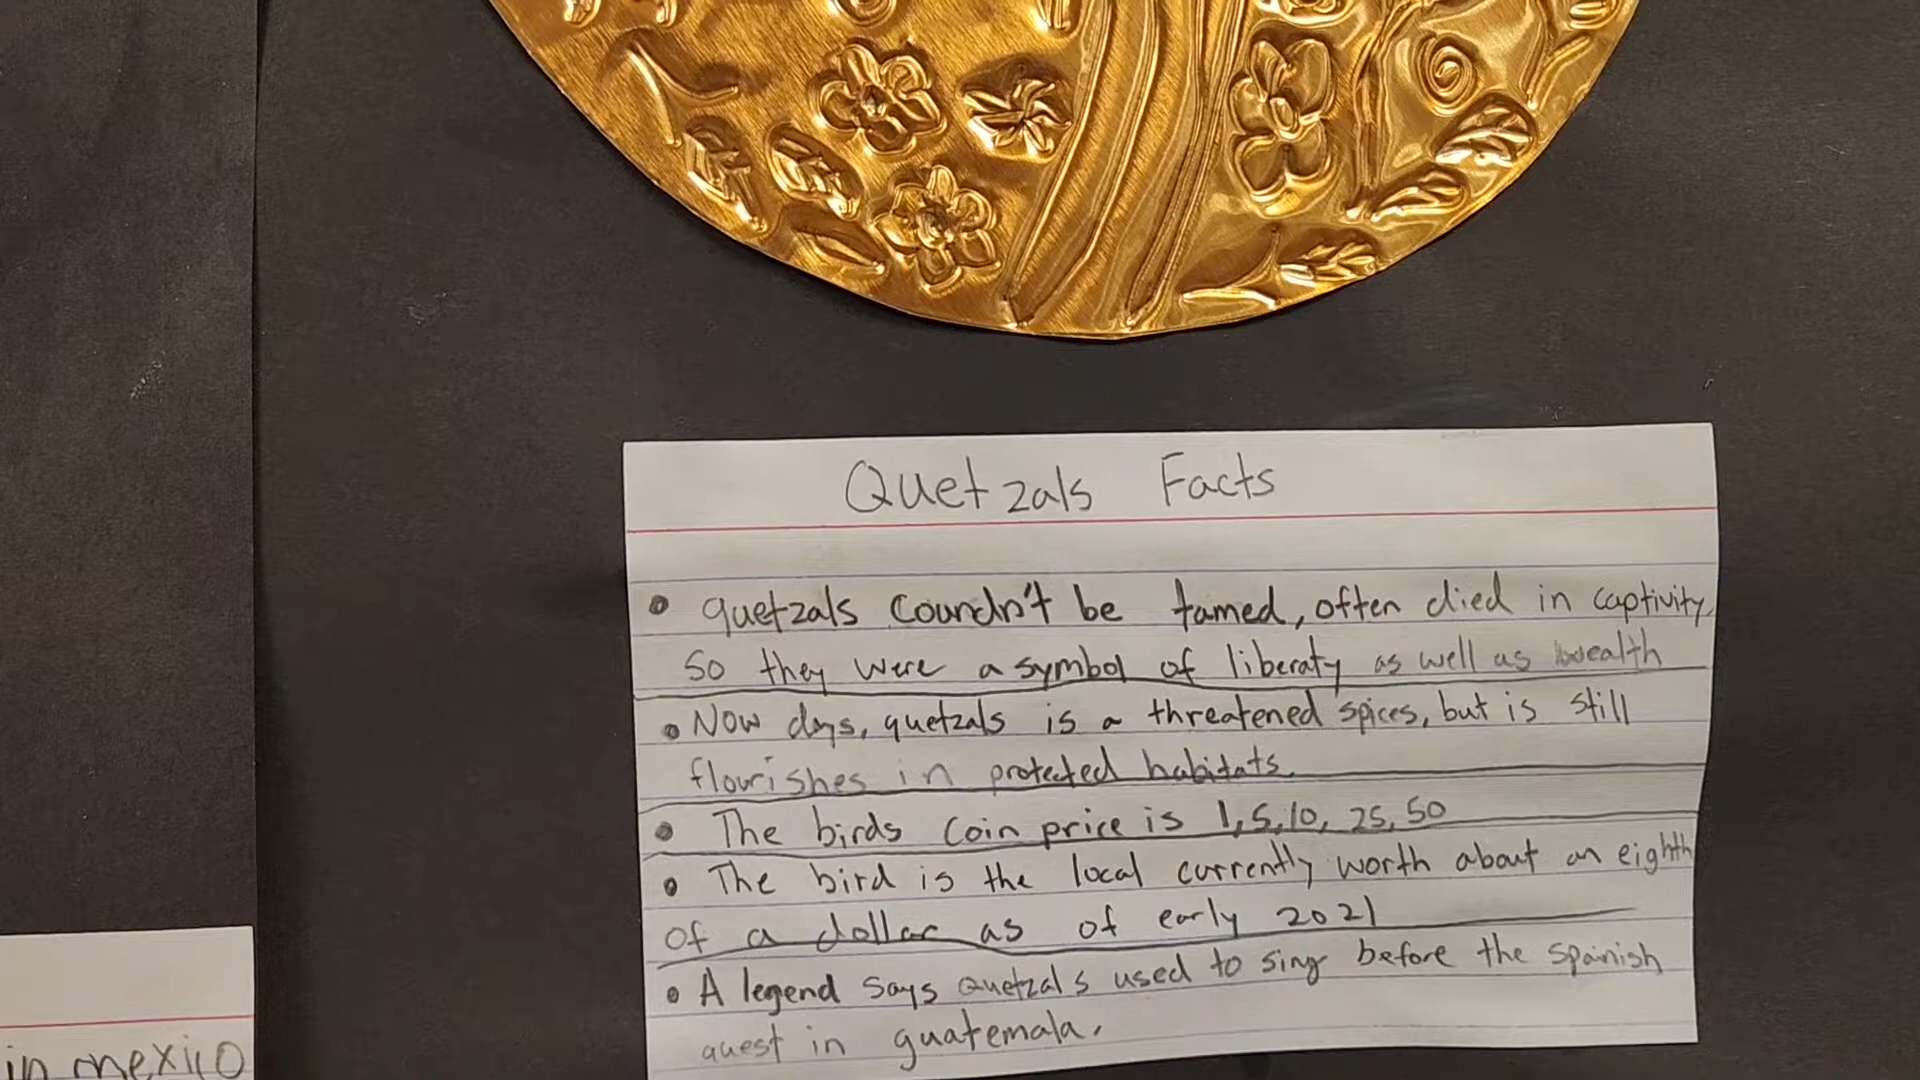 Quetzals Facts
• quetzals Coundn't be tamed, often died in captivity,
So they were a symbol of liberaty as well as wealth
• Now days, quetzals is a threatened spices, but is still
flourishes in protected habitats.
• The birds coin price is 1, 5, 10, 25, 50
• The bird is the local currently worth about an eighth
of a dollar as of early 2021
• A legend says Quetzals used to sing before the spainish
quest in guatemala.
in mexico